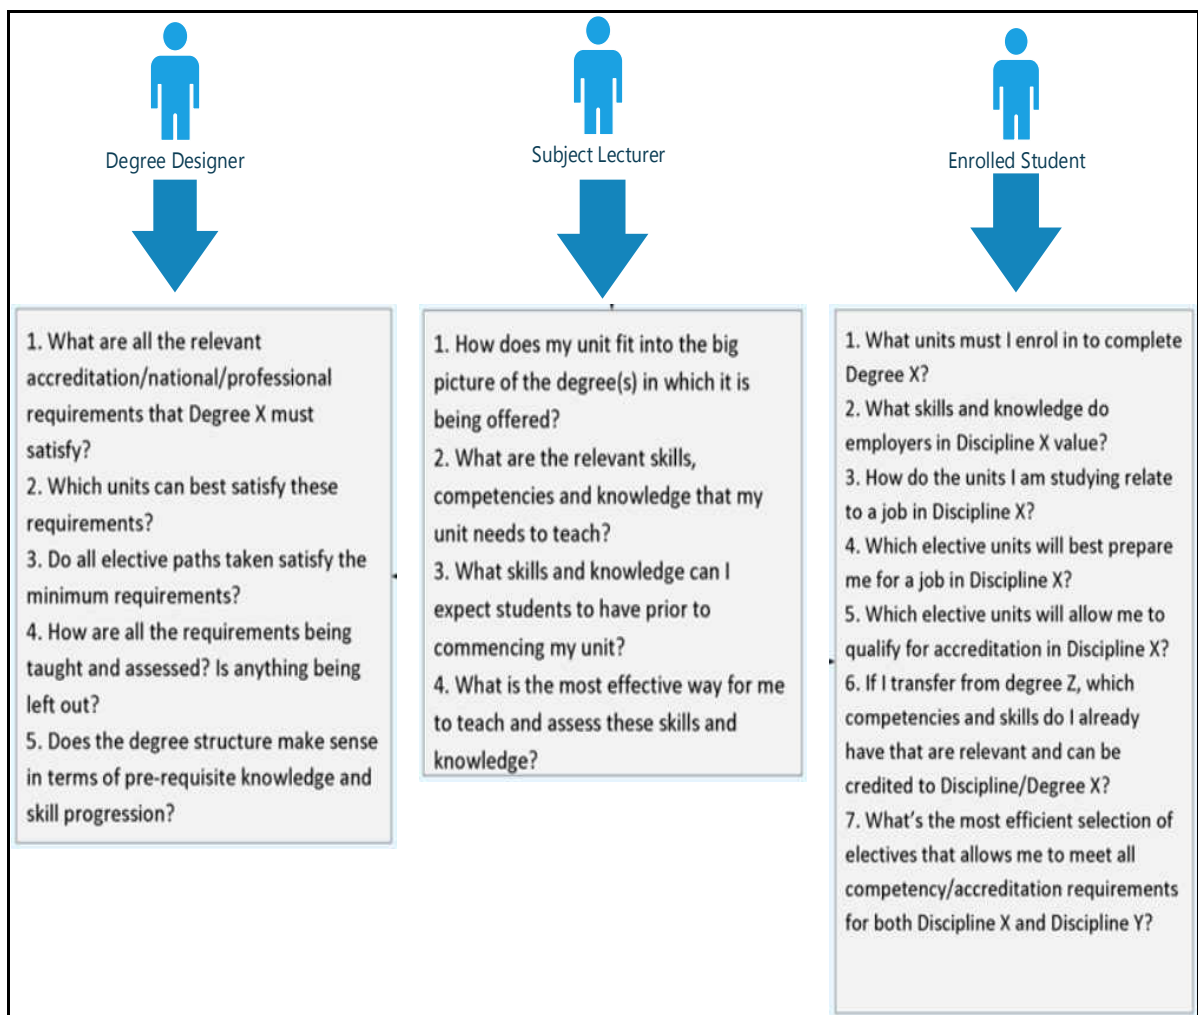 Degree Designer
1. What are all the relevant
accreditation/national/professional
requirements that Degree X must
satisfy?
2. Which units can best satisfy these
requirements?
3. Do all elective paths taken satisfy the
minimum requirements?
4. How are all the requirements being
taught and assessed? Is anything being
left out?
5. Does the degree structure make sense
in terms of pre-requisite knowledge and
skill progression?
Subject Lecturer
1. How does my unit fit into the big
picture of the degree(s) in which it is
being offered?
2. What are the relevant skills,
competencies and knowledge that my
unit needs to teach?
3. What skills and knowledge can I
expect students to have prior to
commencing my unit?
4. What is the most effective way for me
to teach and assess these skills and
knowledge?
Enrolled Student
1. What units must I enrol in to complete
Degree X?
2. What skills and knowledge do
employers in Discipline X value?
3. How do the units I am studying relate
to a job in Discipline X?
4. Which elective units will best prepare
me for a job in Discipline X?
5. Which elective units will allow me to
qualify for accreditation in Discipline X?
6. If I transfer from degree Z, which
competencies and skills do I already
have that are relevant and can be
credited to Discipline/Degree X?
7. What's the most efficient selection of
electives that allows me to meet all
competency/accreditation requirements
for both Discipline X and Discipline Y?